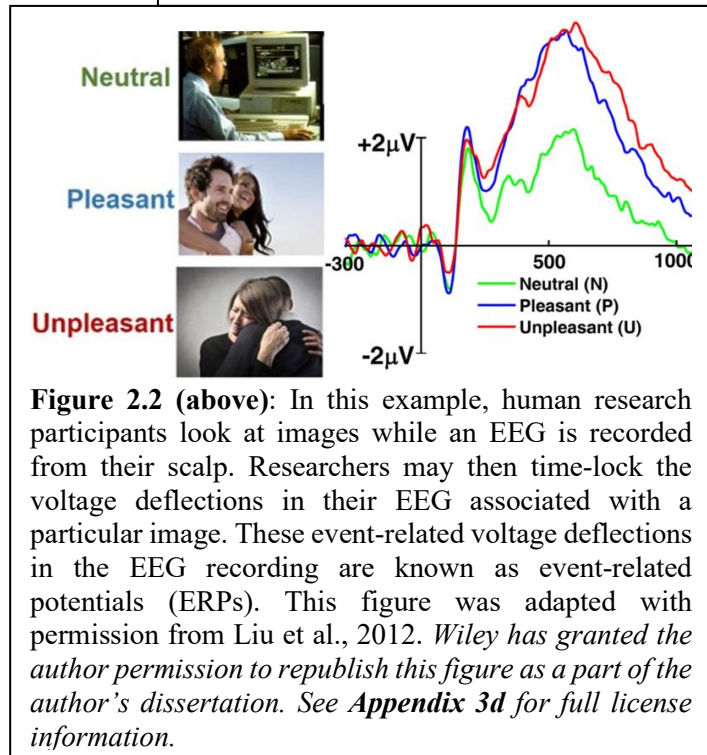 Neutral
Pleasant
Unpleasant
+2µV
-300
500
1000
Neutral (N)
Pleasant (P)
Unpleasant (U)
-2µV
Figure 2.2 (above): In this example, human research
participants look at images while an EEG is recorded
from their scalp. Researchers may then time-lock the
voltage deflections in their EEG associated with a
particular image. These event-related voltage deflections
in the EEG recording are known as event-related
potentials (ERPs). This figure was adapted with
permission from Liu et al., 2012. Wiley has granted the
author permission to republish this figure as a part of the
author’s dissertation. See Appendix 3d for full license
information.